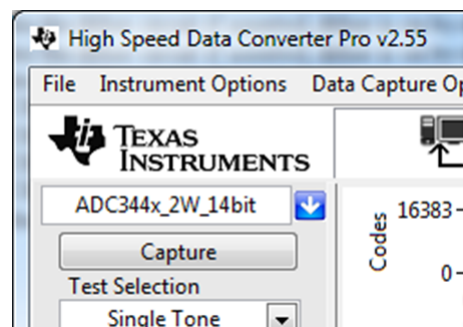 High Speed Data Converter Pro v2.55
File Instrument Options Data Capture Op
TEXAS
INSTRUMENTS
ADC344x_2W_14bit
16383
Codes
Capture
0
Test Selection
Single Tone